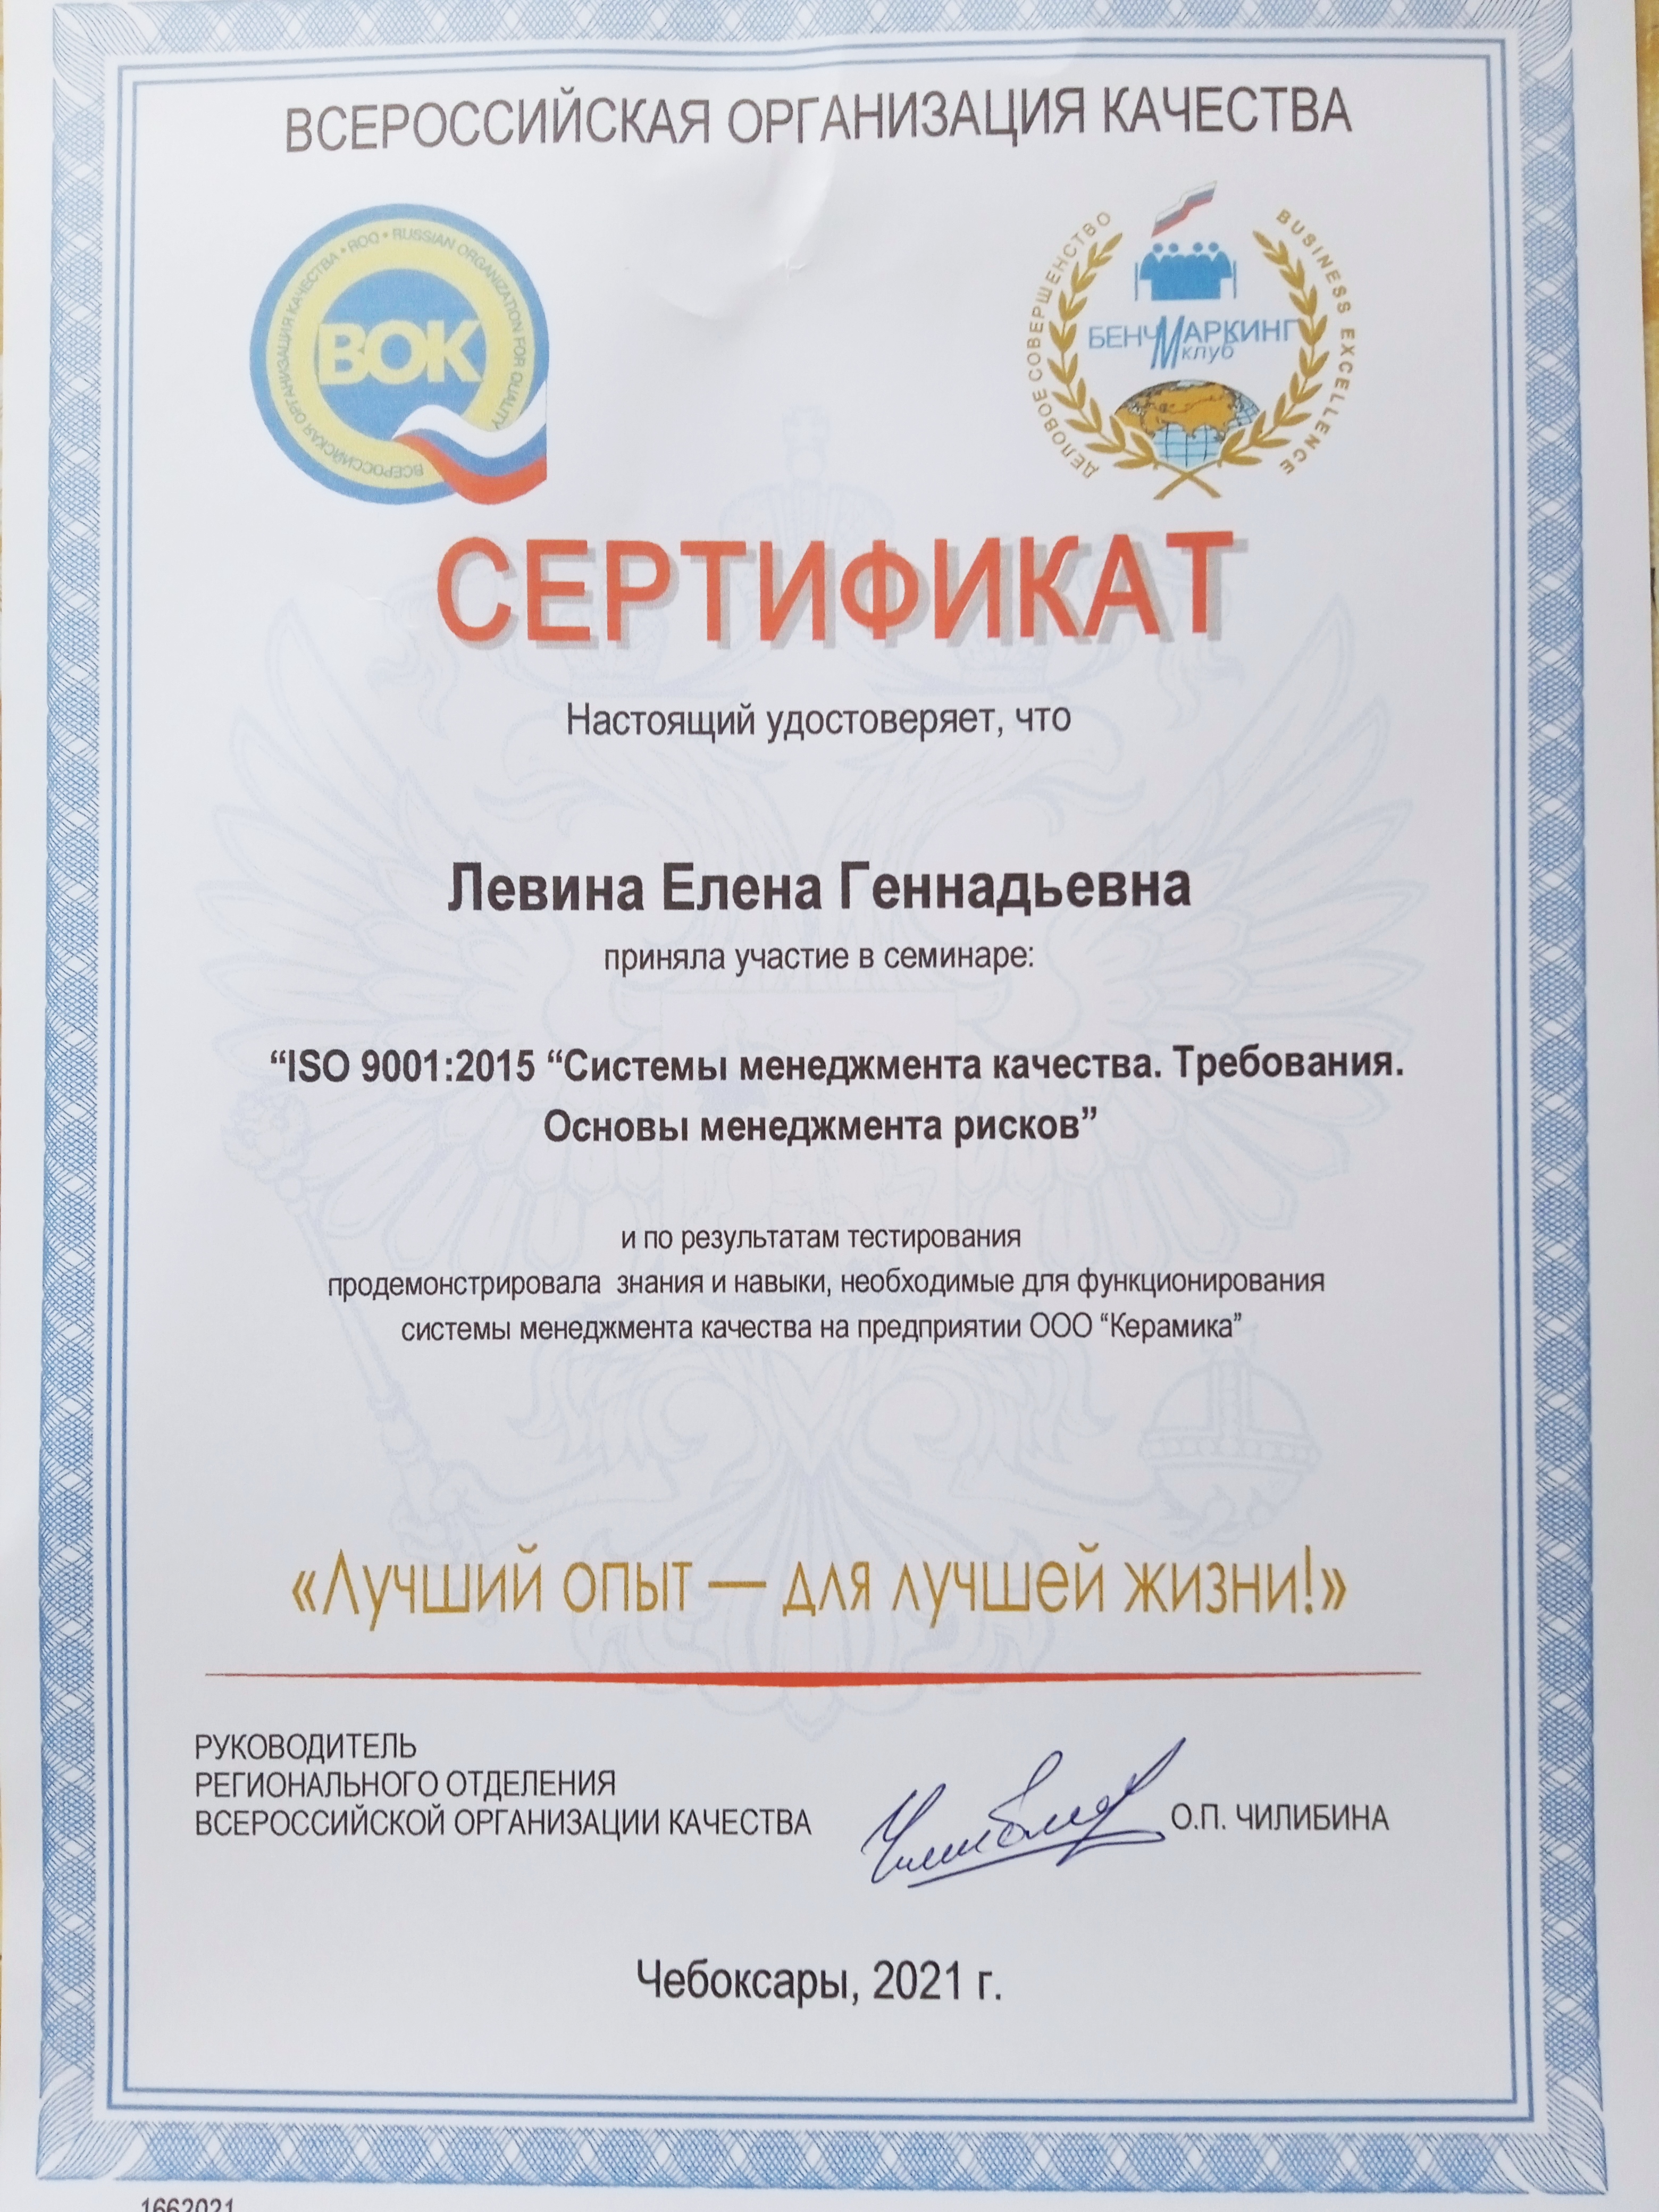 ВСЕРОССИЙСКАЯ ОРГАНИЗАЦИЯ КАЧЕСТВА
ВСЕРОССИЙСКАЯ ОРГАНИЗАЦИЯ КАЧЕСТВА • ROQ • RUSSIAN ORGANIZATION FOR QUALITY
ВОК
ДЕЛОВОЕ СОВЕРШЕНСТВО
BUSINESS EXCELLLENCE
БЕНЧМАРКИНГ
клуб
СЕРТИФИКАТ
Настоящий удостоверяет, что
Левина Елена Геннадьевна
приняла участие в семинаре:
“ISO 9001:2015 “Системы менеджмента качества. Требования.
Основы менеджмента рисков”
и по результатам тестирования
продемонстрировала знания и навыки, необходимые для функционирования
системы менеджмента качества на предприятии ООО “Керамика”
«Лучший опыт — для лучшей жизни!»
РУКОВОДИТЕЛЬ
РЕГИОНАЛЬНОГО ОТДЕЛЕНИЯ
ВСЕРОССИЙСКОЙ ОРГАНИЗАЦИИ КАЧЕСТВА
О.П. ЧИЛИБИНА
Чебоксары, 2021 г.
1662021